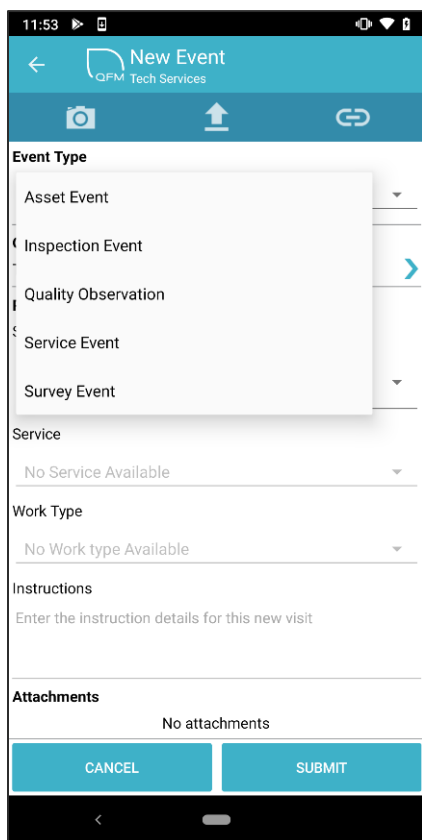 11:53
New Event
QFM Tech Services
Event Type
Asset Event
Inspection Event
Quality Observation
Service Event
Survey Event
Service
No Service Available
Work Type
No Work type Available
Instructions
Enter the instruction details for this new visit
Attachments
No attachments
CANCEL SUBMIT